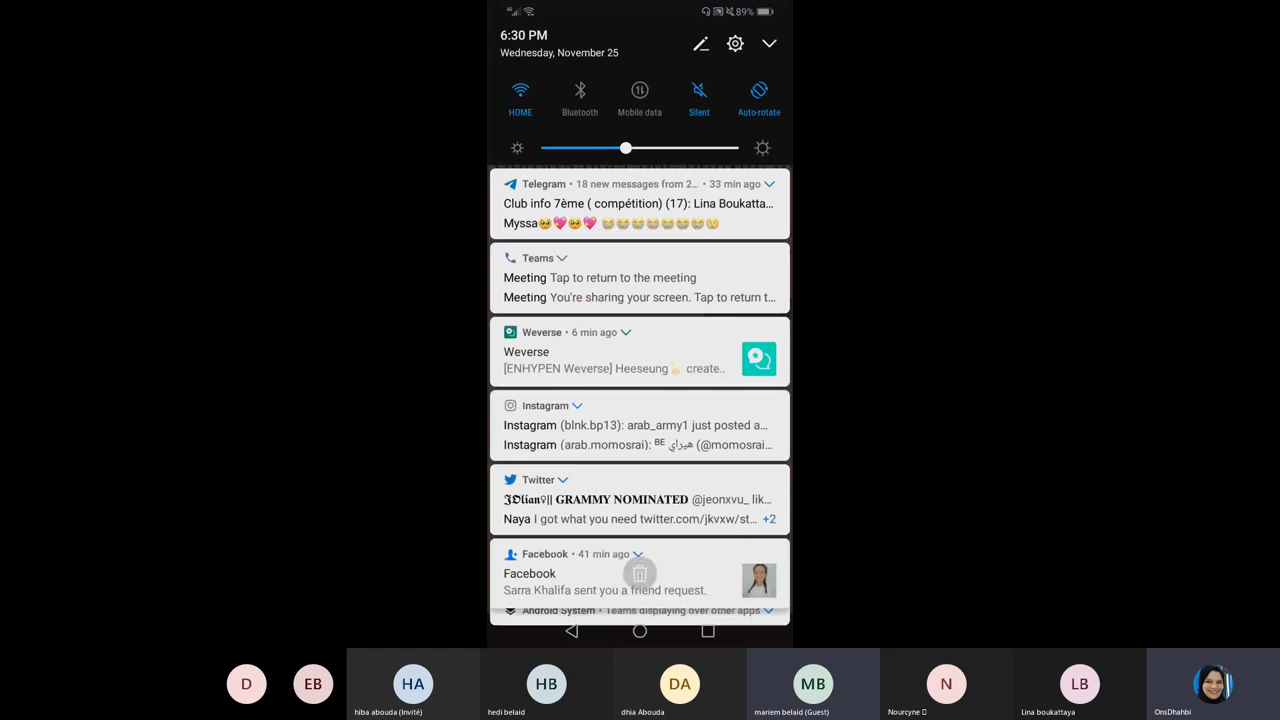 89%
6:30 PM
Wednesday, November 25
HOME Bluetooth Mobile data Silent Auto-rotate
Telegram • 18 new messages from 2... • 33 min ago
Club info 7ème ( compétition) (17): Lina Boukatta...
Myssa🥺💖🥺💖 😭😭😭😭😭😭😭😢
Teams
Meeting Tap to return to the meeting
Meeting You're sharing your screen. Tap to return t...
Weverse • 6 min ago
Weverse
[ENHYPEN Weverse] Heeseung create..
Instagram
Instagram (blnk.bp13): arab_army1 just posted a...
Instagram (arab.momosrai): ᴮᴱ هيراي (@momosrai...
Twitter
𝕴𝕺lian♀|| 𝐆𝐑𝐀𝐌𝐌𝐘 𝐍𝐎𝐌𝐈𝐍𝐀𝐓𝐄𝐃 @jeonxvu_ lik...
Naya I got what you need twitter.com/jkvxw/st... +2
Facebook • 41 min ago
Facebook
Sarra Khalifa sent you a friend request.
Android System • Teams displaying over other apps
D EB HA HB DA MB N LB
hiba abouda (Invité) hedi belaid dhia Abouda mariem belaid (Guest) Nourcyne Lina boukattaya OnsDhahbi